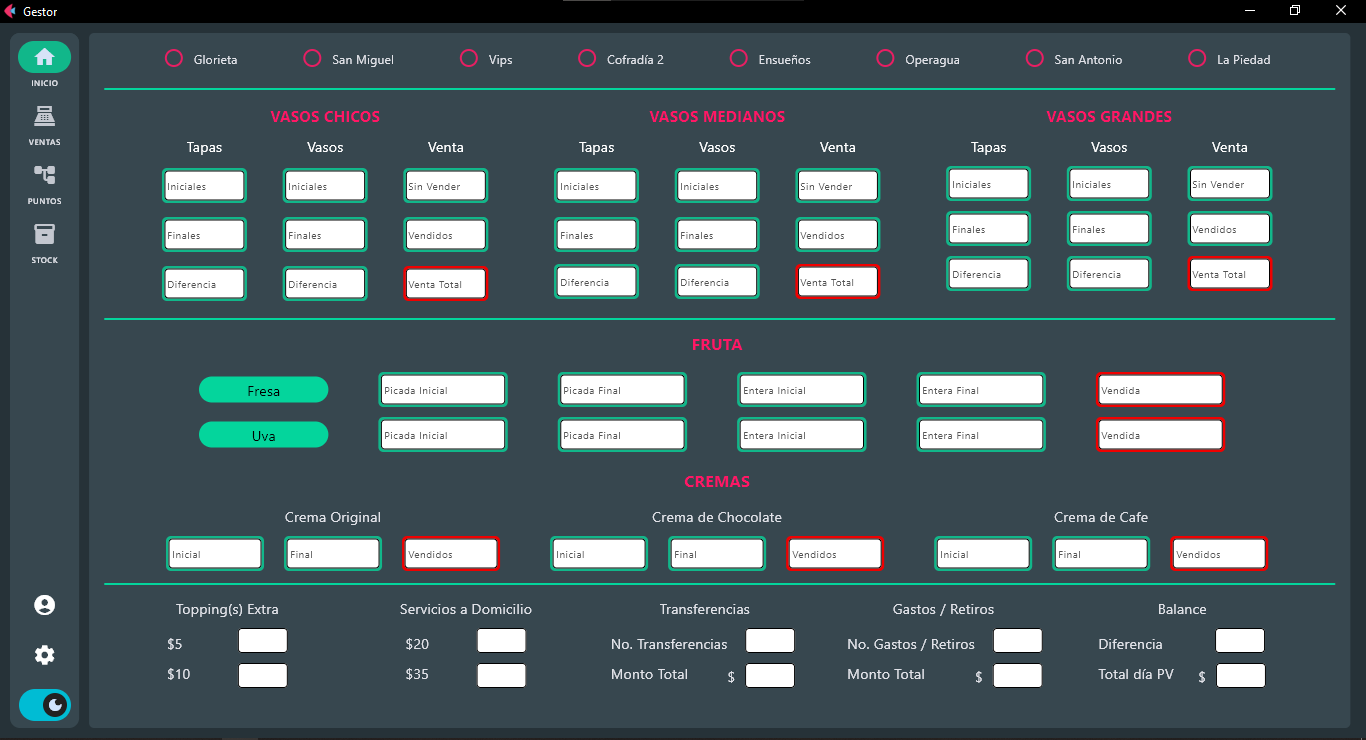 Gestor
INICIO
VENTAS
PUNTOS
STOCK
Glorieta San Miguel Vips Cofradía 2 Ensueños Operagua San Antonio La Piedad
VASOS CHICOS VASOS MEDIANOS VASOS GRANDES
Tapas Vasos Venta Tapas Vasos Venta Tapas Vasos Venta
Iniciales Iniciales Sin Vender Iniciales Iniciales Sin Vender Iniciales Iniciales Sin Vender
Finales Finales Vendidos Finales Finales Vendidos Finales Finales Vendidos
Diferencia Diferencia Venta Total Diferencia Diferencia Venta Total Diferencia Diferencia Venta Total
FRUTA
Fresa Picada Inicial Picada Final Entera Inicial Entera Final Vendida
Uva Picada Inicial Picada Final Entera Inicial Entera Final Vendida
CREMAS
Crema Original Crema de Chocolate Crema de Cafe
Inicial Final Vendidos Inicial Final Vendidos Inicial Final Vendidos
Topping(s) Extra Servicios a Domicilio Transferencias Gastos / Retiros Balance
$5 $20 No. Transferencias No. Gastos / Retiros Diferencia
$10 $35 Monto Total $ Monto Total $ Total día PV $